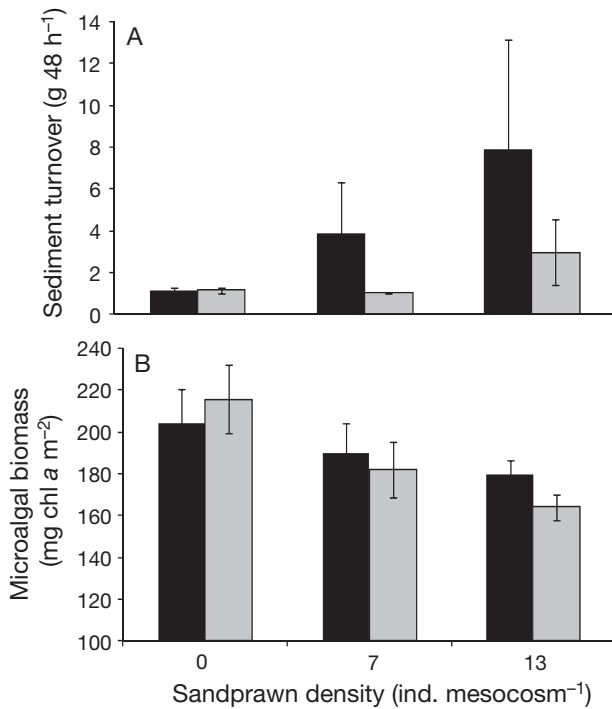 A
Sediment turnover (g 48 h⁻¹)
14
12
10
8
6
4
2
0
B
Microalgal biomass
(mg chl a m⁻²)
240
220
200
180
160
140
120
100
0 7 13
Sandprawn density (ind. mesocosm⁻¹)